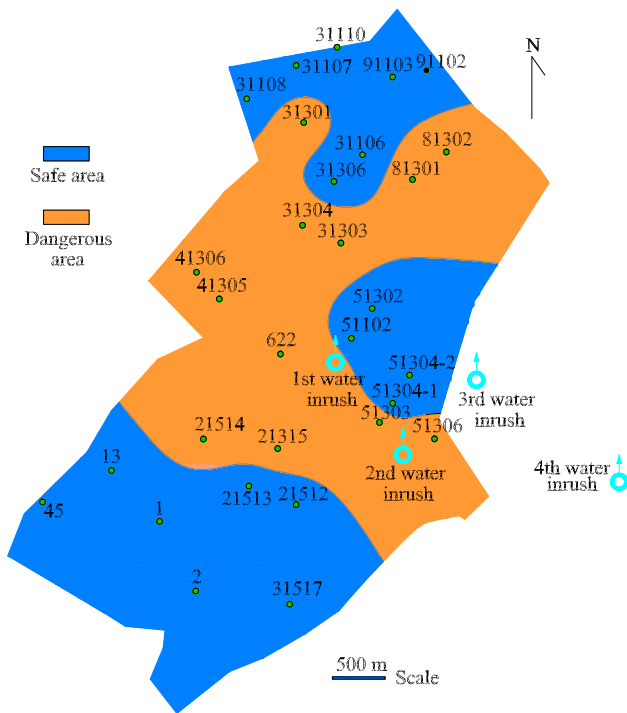 31110
N
31107
91103
91102
31108
31301
81302
31106
Safe area
31306
81301
31304
Dangerous
area
31303
41306
41305
51302
51102
622
51304-2
1st water
inrush
51304-1
3rd water
inrush
51303
51306
21514
21315
13
2nd water
inrush
4th water
inrush
45
21513
21512
1
2
31517
500 m
Scale